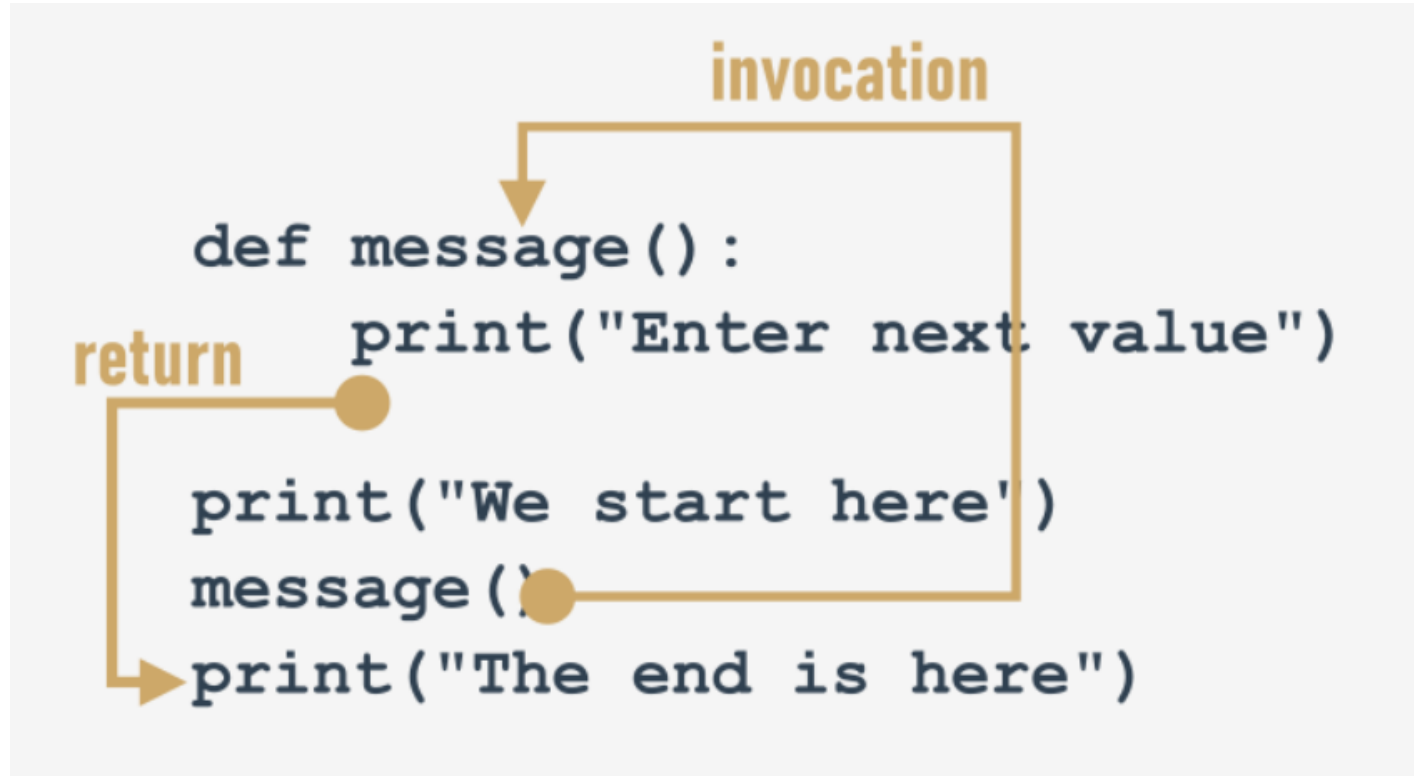 invocation
def message():
print("Enter next value")
return
print("We start here")
message()
print("The end is here")